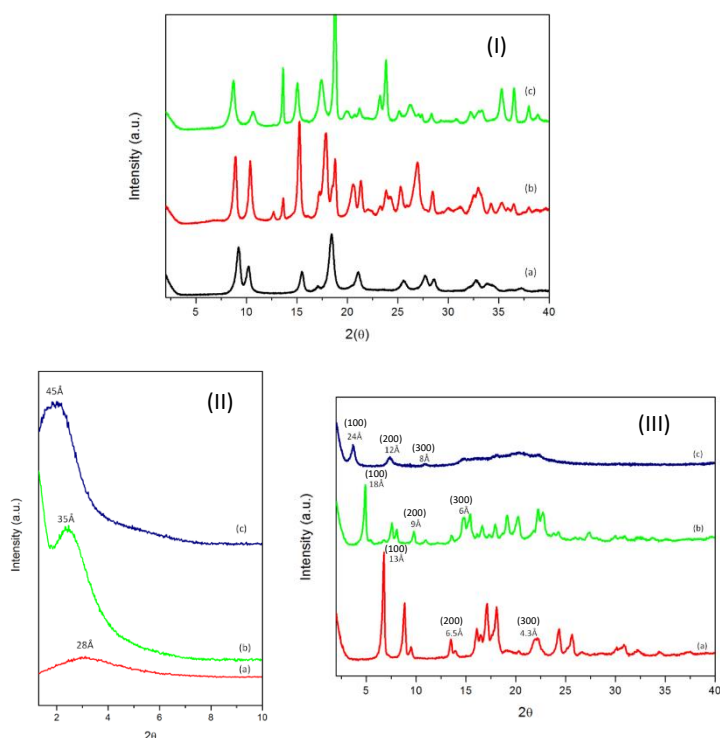 (I)
Intensity (a.u.)
(c)
(b)
(a)
5 10 15 20 25 30 35 40
2(θ)
(II)
Intensity (a.u.)
45Å
(c)
35Å
(b)
28Å
(a)
2 4 6 8 10
2θ
(III)
Intensity (a.u.)
(100)
24Å
(200)
12Å
(300)
8Å
(c)
(100)
18Å
(200)
9Å
(300)
6Å
(b)
(100)
13Å
(200)
6.5Å
(300)
4.3Å
(a)
5 10 15 20 25 30 35 40
2θ